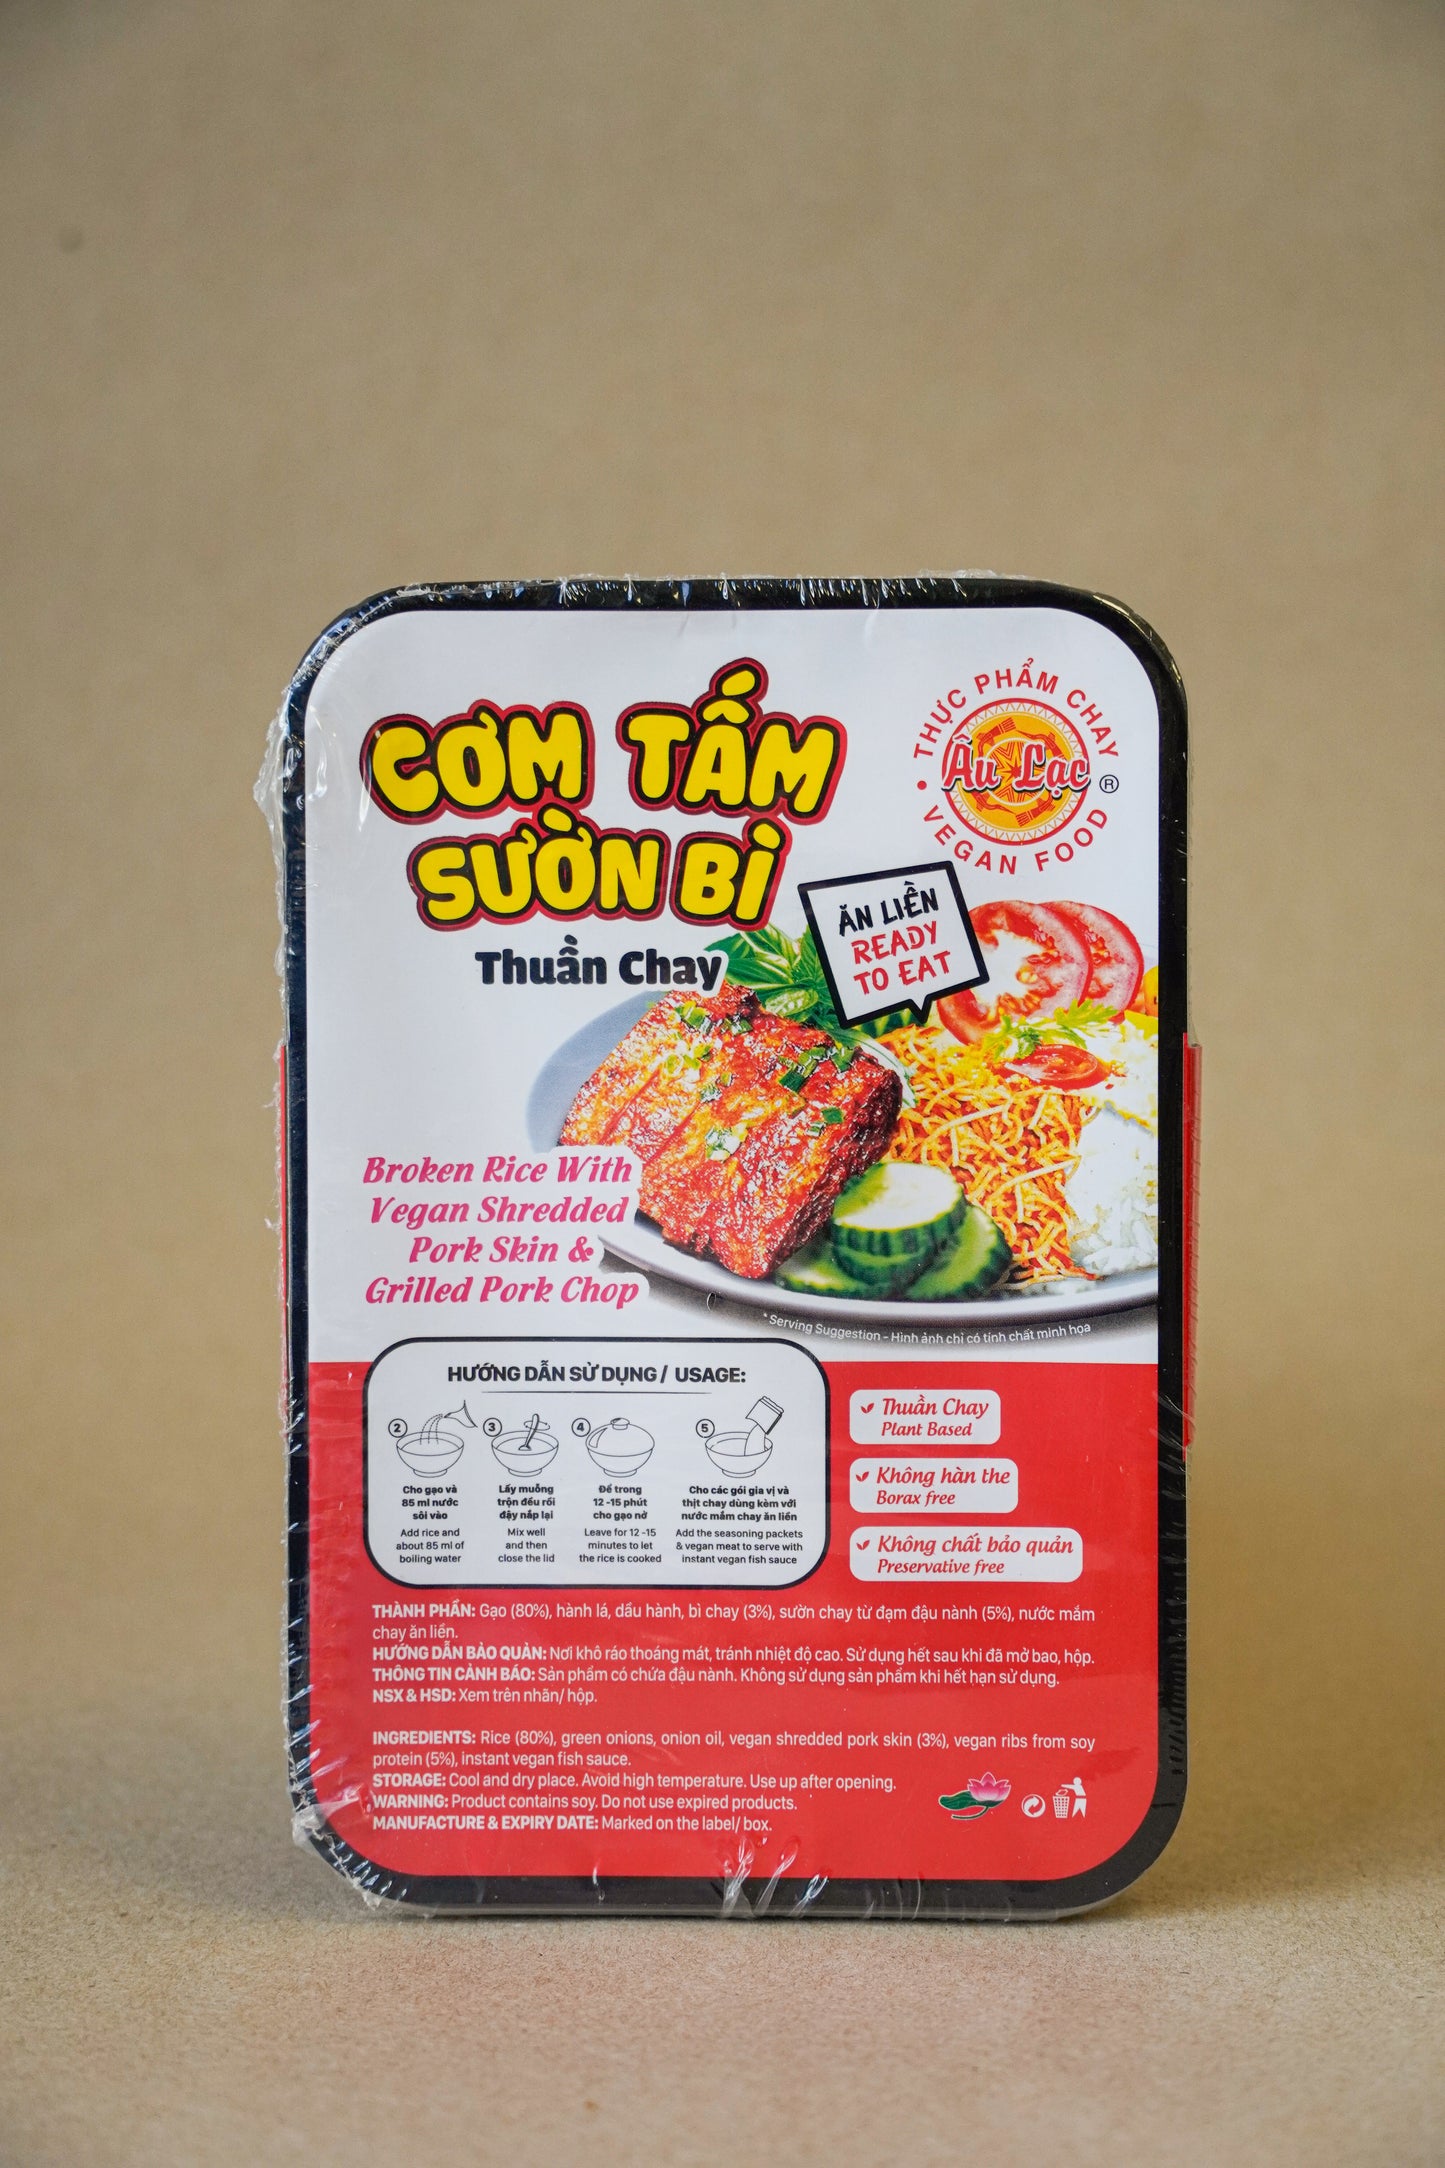 CƠM TẤM
SƯỜN BÌ
Thuần Chay
THỰC PHẨM CHAY
Âu Lạc
®
• VEGAN FOOD •
ĂN LIỀN
READY
TO EAT
Broken Rice With
Vegan Shredded
Pork Skin &
Grilled Pork Chop
*Serving Suggestion - Hình ảnh chỉ có tính chất minh họa
HƯỚNG DẪN SỬ DỤNG / USAGE:
2
Cho gạo và
85 ml nước
sôi vào
Add rice and
about 85 ml of
boiling water
3
Lấy muỗng
trộn đều rồi
đậy nắp lại
Mix well
and then
close the lid
4
Để trong
12 -15 phút
cho gạo nở
Leave for 12 -15
minutes to let
the rice is cooked
5
Cho các gói gia vị và
thịt chay dùng kèm với
nước mắm chay ăn liền
Add the seasoning packets
& vegan meat to serve with
instant vegan fish sauce
Thuần Chay
Plant Based
Không hàn the
Borax free
Không chất bảo quản
Preservative free
THÀNH PHẦN: Gạo (80%), hành lá, dầu hành, bì chay (3%), sườn chay từ đạm đậu nành (5%), nước mắm
chay ăn liền.
HƯỚNG DẪN BẢO QUẢN: Nơi khô ráo thoáng mát, tránh nhiệt độ cao. Sử dụng hết sau khi đã mở bao, hộp.
THÔNG TIN CẢNH BÁO: Sản phẩm có chứa đậu nành. Không sử dụng sản phẩm khi hết hạn sử dụng.
NSX & HSD: Xem trên nhãn/ hộp.
INGREDIENTS: Rice (80%), green onions, onion oil, vegan shredded pork skin (3%), vegan ribs from soy
protein (5%), instant vegan fish sauce.
STORAGE: Cool and dry place. Avoid high temperature. Use up after opening.
WARNING: Product contains soy. Do not use expired products.
MANUFACTURE & EXPIRY DATE: Marked on the label/ box.